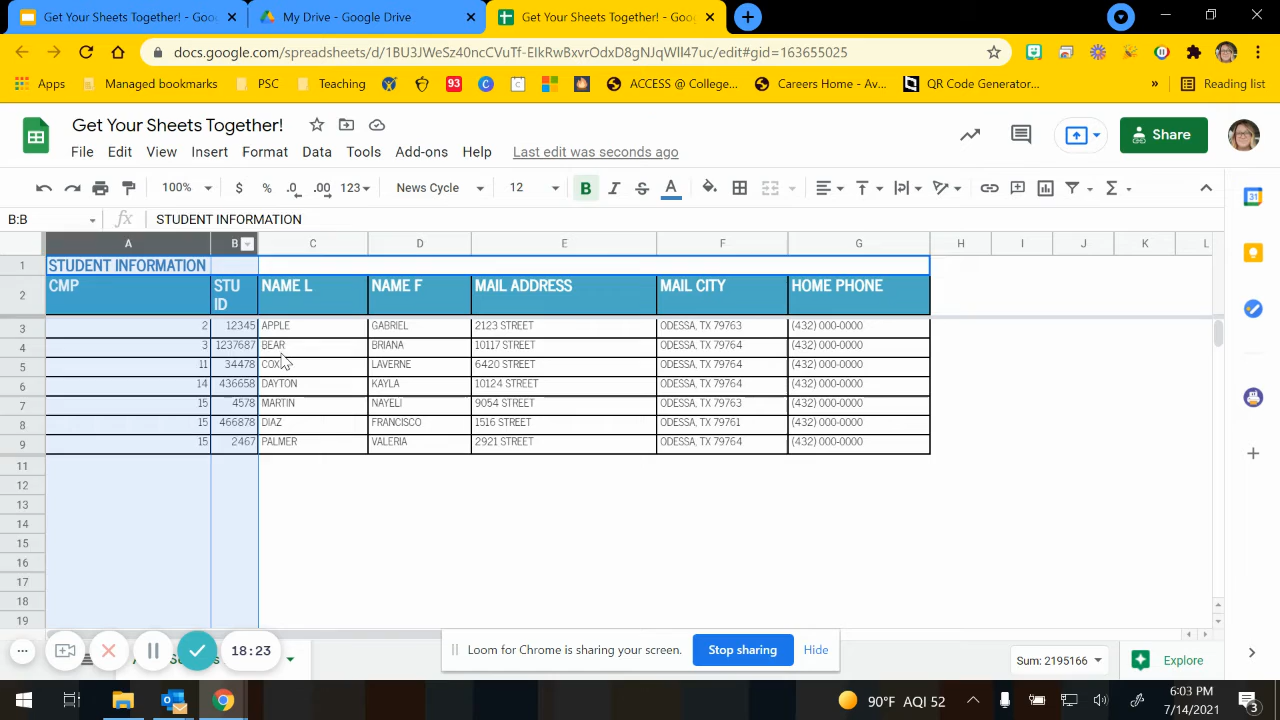 Get Your Sheets Together! - Goo
My Drive - Google Drive
Get Your Sheets Together! - Goo
docs.google.com/spreadsheets/d/1BU3JWeSz40ncCVuTf-EIkRwBxvrOdxD8gNJqWlI47uc/edit#gid=163655025
Apps
Managed bookmarks
PSC
Teaching
93
ACCESS @ College...
Careers Home - Av...
QR Code Generator...
»
Reading list
Get Your Sheets Together!
File Edit View Insert Format Data Tools Add-ons Help Last edit was seconds ago
Share
100% $ % .0 .00 123 News Cycle 12 B I S A
B:B fx STUDENT INFORMATION
A B C D E F G H I J K L
1 STUDENT INFORMATION
2 CMP STU ID NAME L NAME F MAIL ADDRESS MAIL CITY HOME PHONE
3 2 12345 APPLE GABRIEL 2123 STREET ODESSA, TX 79763 (432) 000-0000
4 3 1237687 BEAR BRIANA 10117 STREET ODESSA, TX 79764 (432) 000-0000
5 11 34478 COX LAVERNE 6420 STREET ODESSA, TX 79764 (432) 000-0000
6 14 436658 DAYTON KAYLA 10124 STREET ODESSA, TX 79764 (432) 000-0000
7 15 4578 MARTIN NAYELI 9054 STREET ODESSA, TX 79763 (432) 000-0000
8 15 466878 DIAZ FRANCISCO 1516 STREET ODESSA, TX 79761 (432) 000-0000
9 15 2467 PALMER VALERIA 2921 STREET ODESSA, TX 79764 (432) 000-0000
11
12
13
14
15
16
17
18
19
18:23
Loom for Chrome is sharing your screen.
Stop sharing
Hide
Sum: 2195166
Explore
90°F AQI 52
6:03 PM
7/14/2021
3